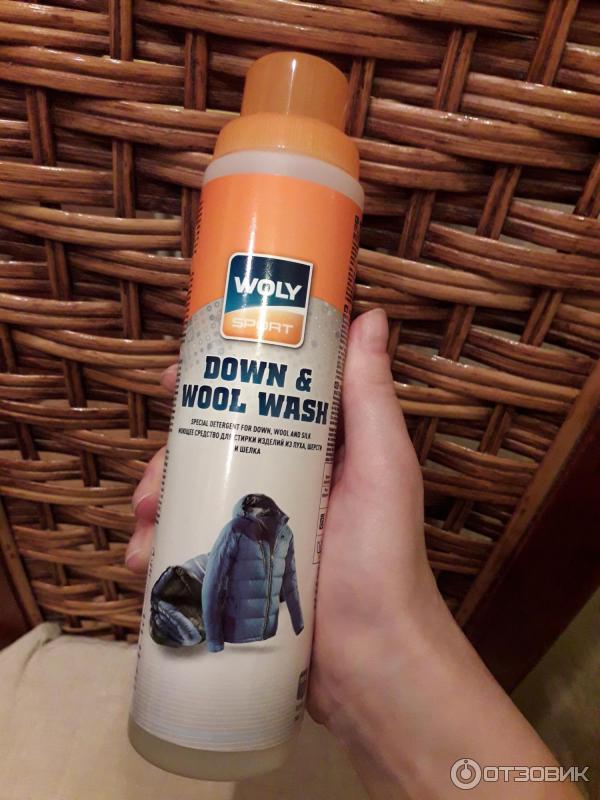 WOLY
SPORT
DOWN &
WOOL WASH
SPECIAL DETERGENT FOR DOWN, WOOL AND SILK
МОЮЩЕЕ СРЕДСТВО ДЛЯ СТИРКИ ИЗДЕЛИЙ ИЗ ПУХА, ШЕРСТИ
И ШЕЛКА
ОТЗОВИК